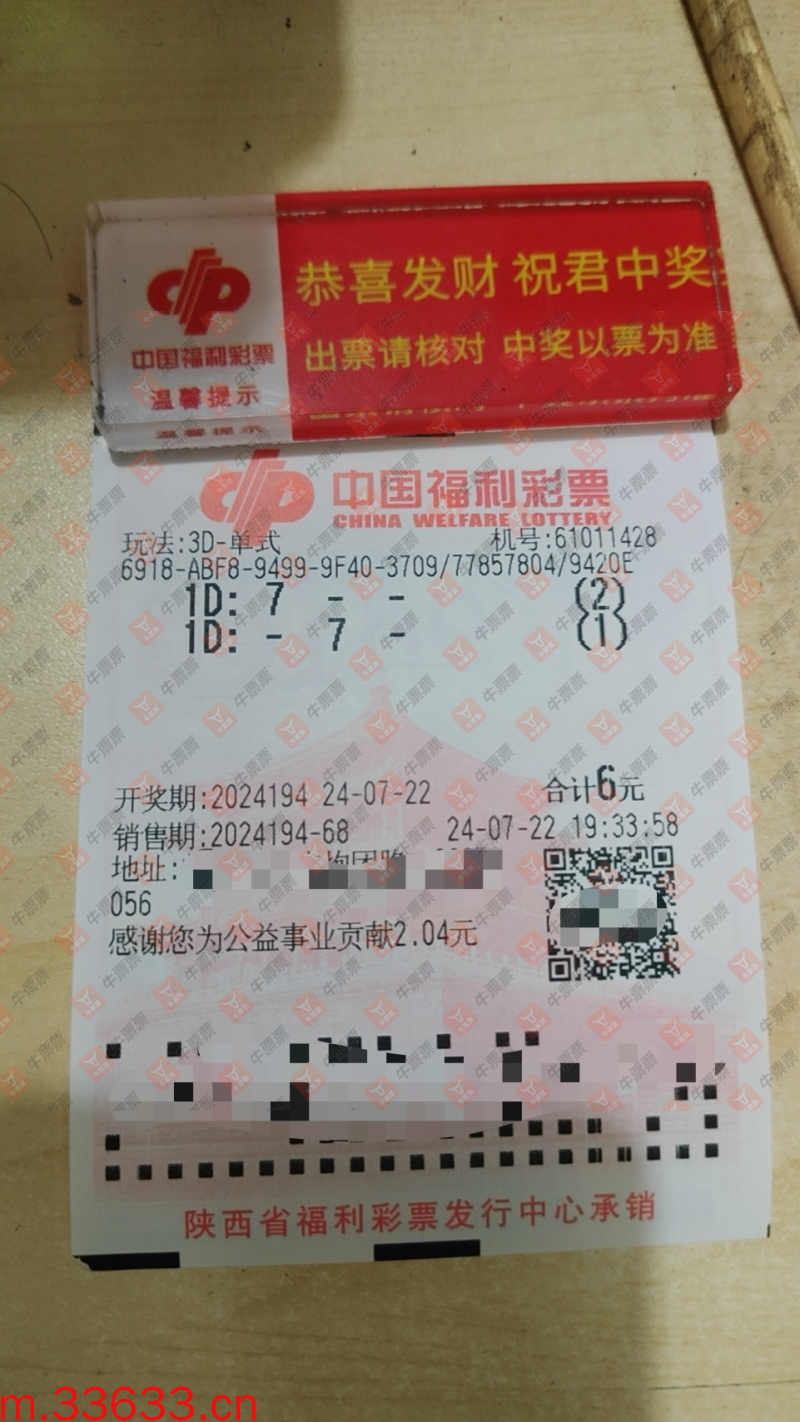 恭喜发财 祝君中奖
中国福利彩票
出票请核对 中奖以票为准
温馨提示
中国福利彩票
CHINA WELFARE LOTTERY
玩法:3D-单式 机号:61011428
6918-ABF8-9499-9F40-3709/77857804/9420E
1D: 7 - - (2)
1D: - 7 - (1)
开奖期:2024194 24-07-22 合计6元
销售期:2024194-68 24-07-22 19:33:58
地址:
056
感谢您为公益事业贡献2.04元
陕西省福利彩票发行中心承销
牛票票
m.33633.cn